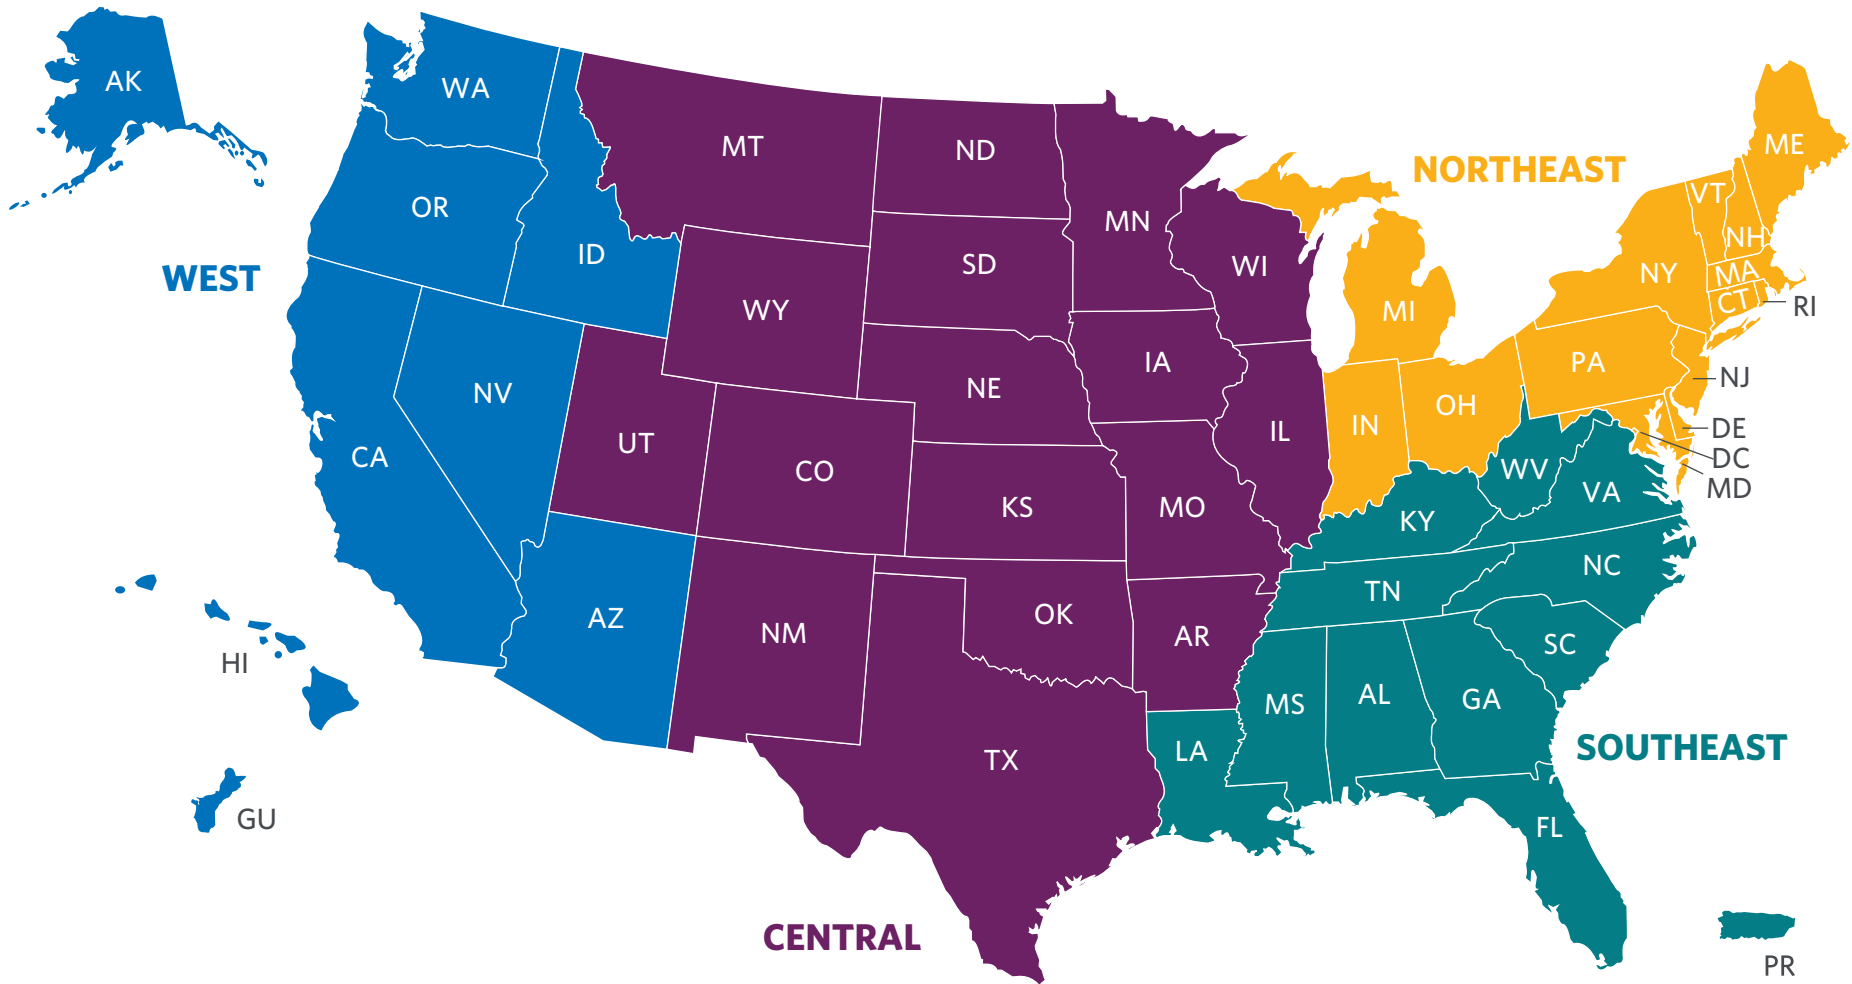 AK
WA
MT
ND
ME
NORTHEAST
VT
OR
MN
NH
ID
WI
SD
NY
MA
WEST
CT
RI
WY
MI
IA
PA
NJ
NE
NV
OH
IN
DE
IL
UT
CA
DC
CO
WV
MD
VA
KS
MO
KY
NC
TN
AZ
OK
NM
AR
SC
HI
MS
AL
GA
SOUTHEAST
LA
TX
GU
FL
CENTRAL
PR